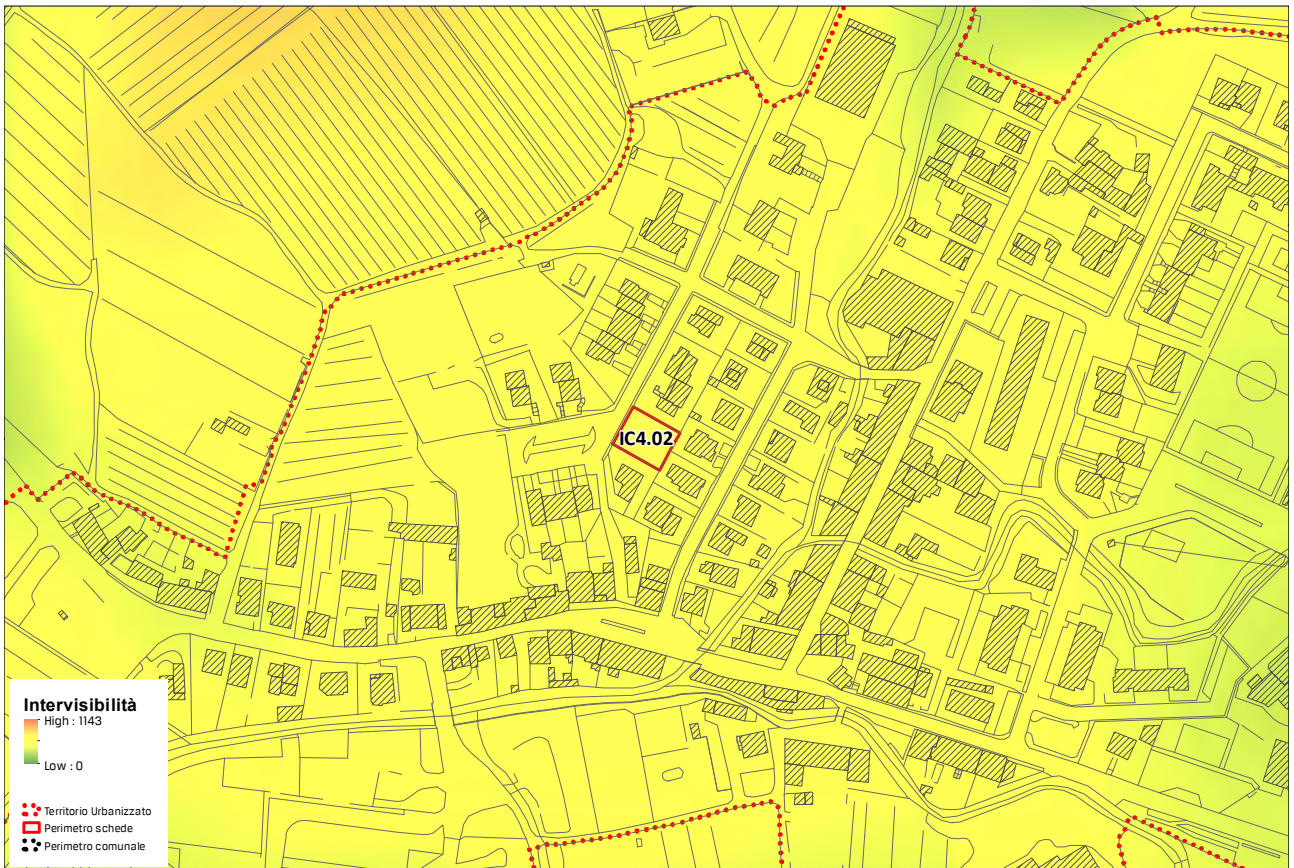 IC4.02
Intervisibilità
High : 1143
Low : 0
Territorio Urbanizzato
Perimetro schede
Perimetro comunale